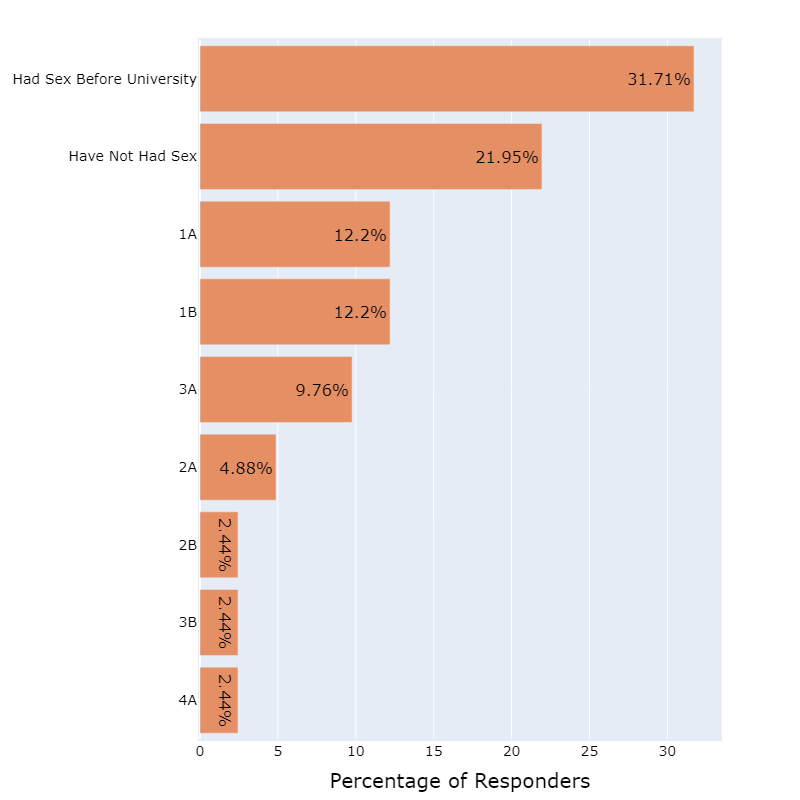 Had Sex Before University 31.71%
Have Not Had Sex 21.95%
1A 12.2%
1B 12.2%
3A 9.76%
2A 4.88%
2B 2.44%
3B 2.44%
4A 2.44%
0 5 10 15 20 25 30
Percentage of Responders